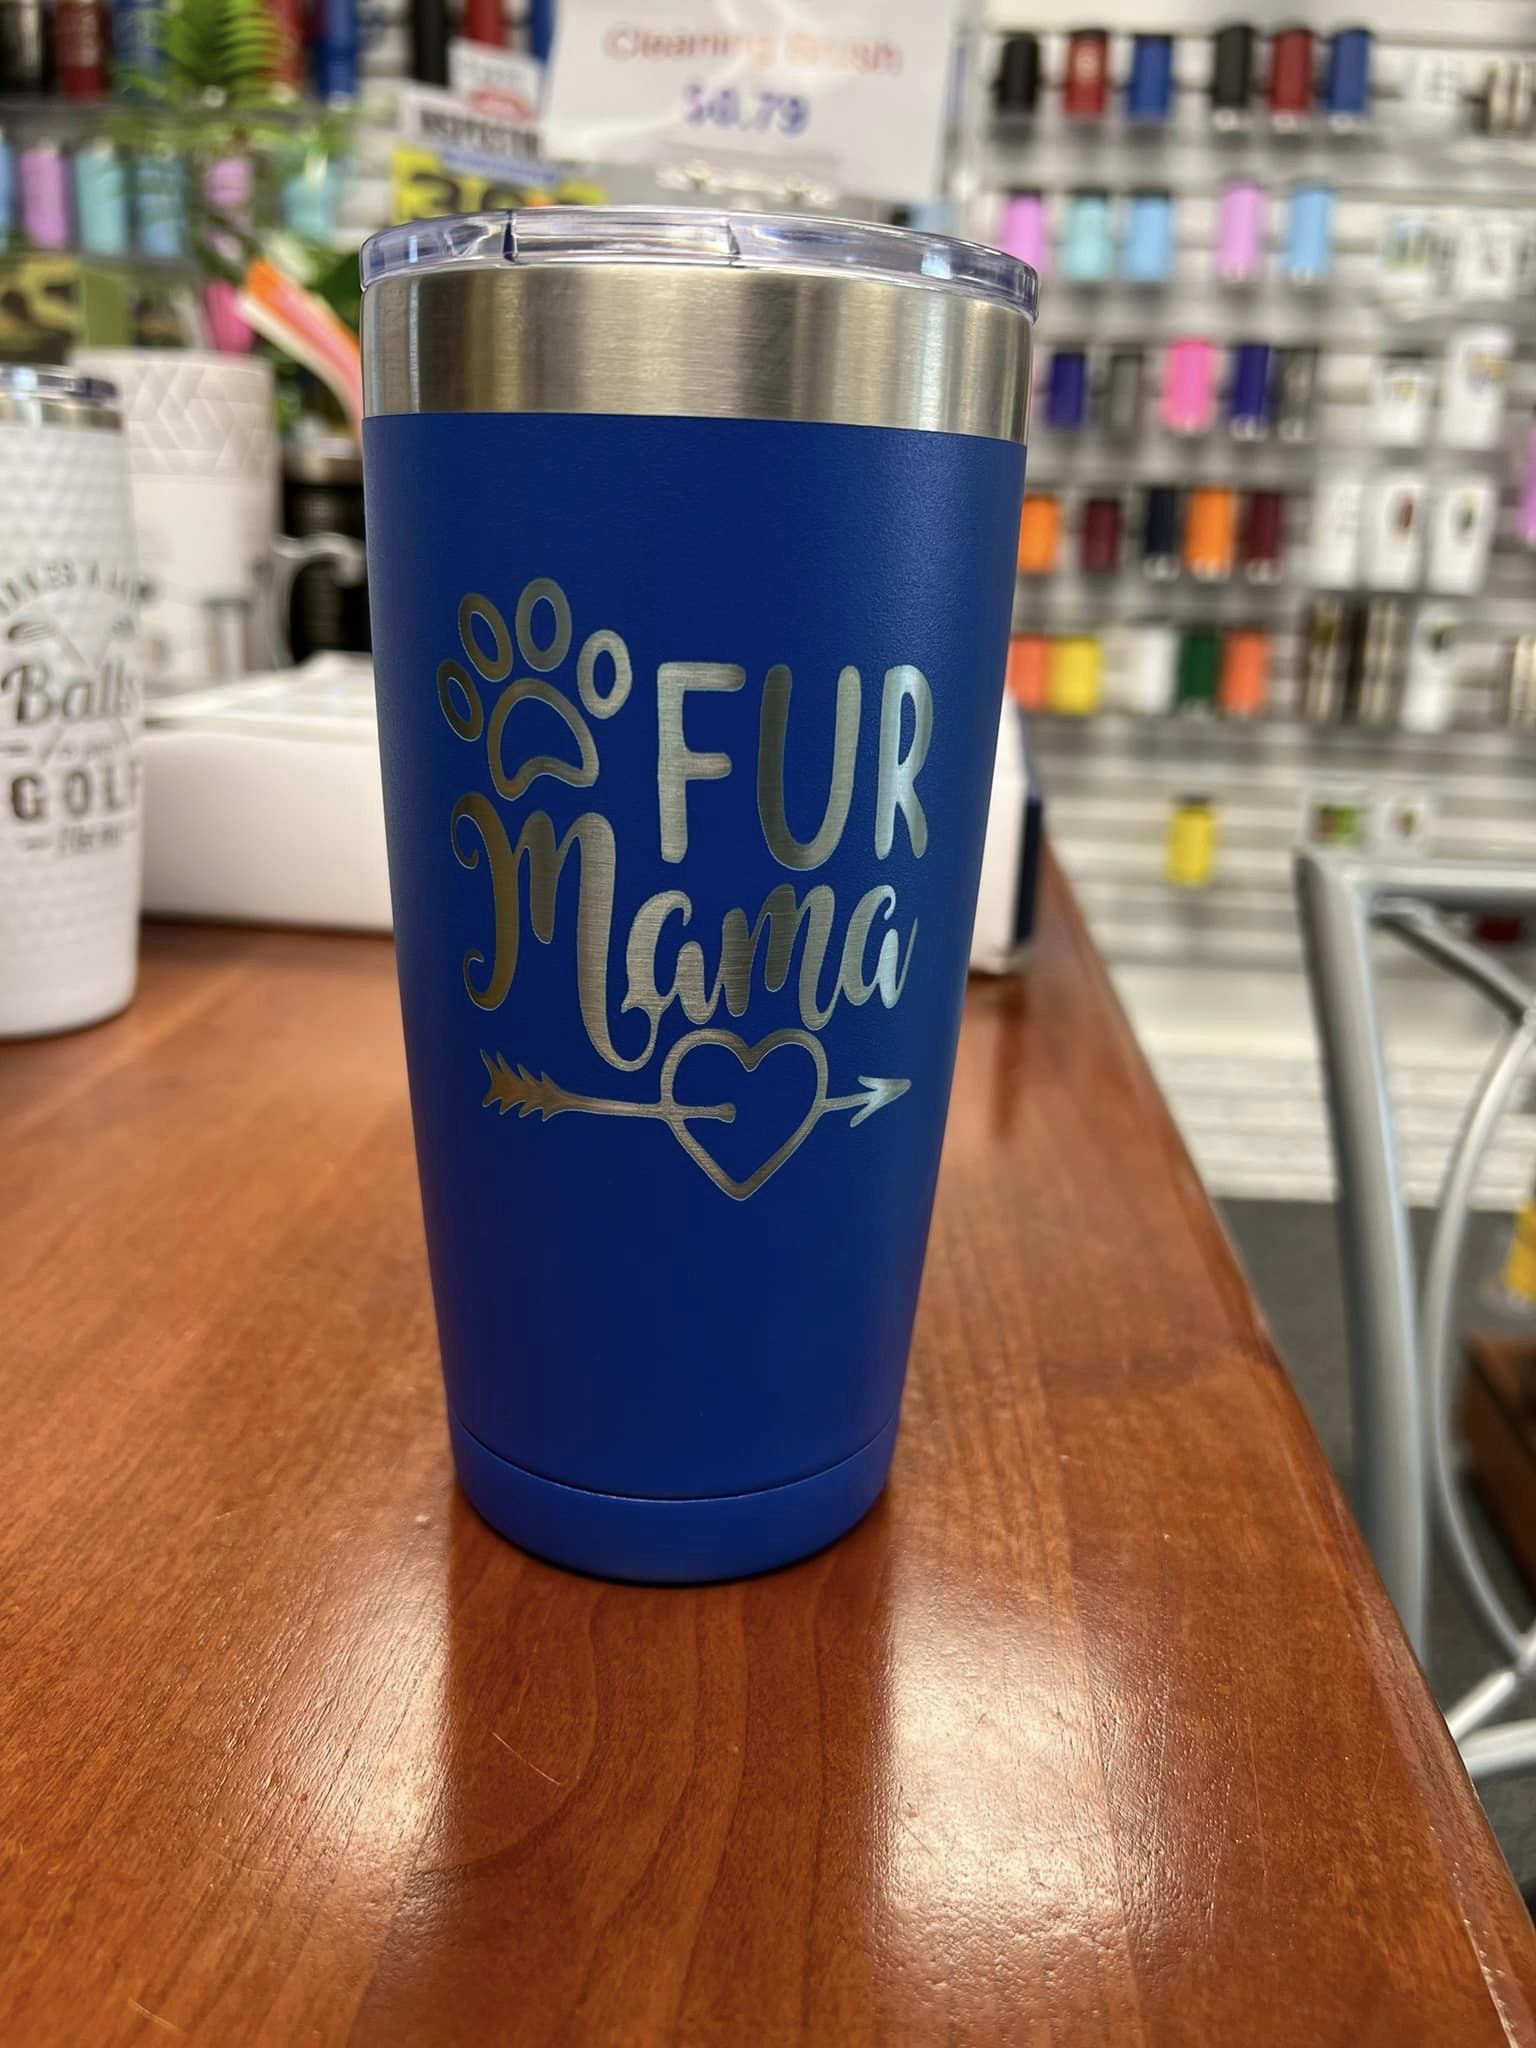 Cleaning Brush
$0.79
FUR
Mama
Balls
GOLF